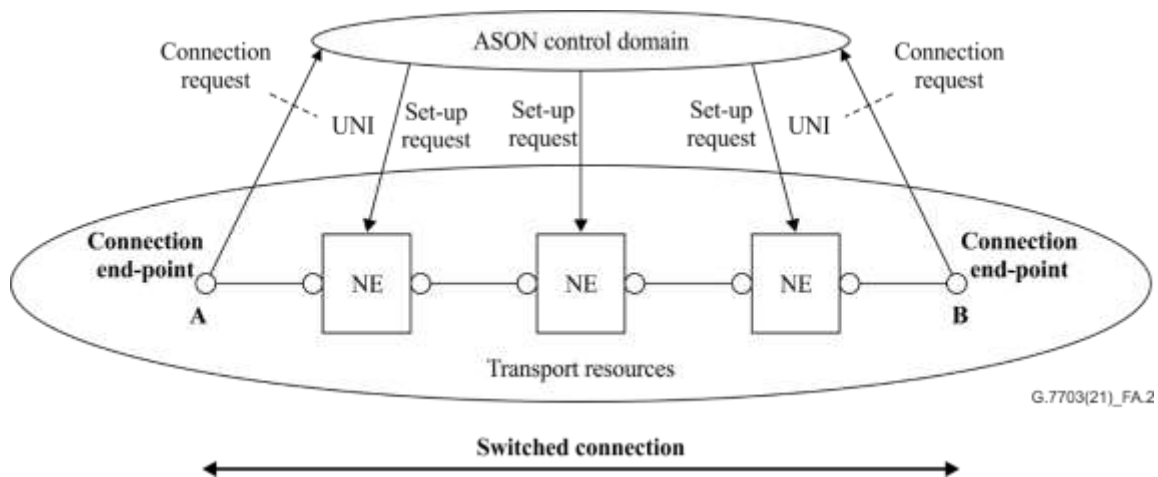 ASON control domain
Connection
request
UNI
Set-up
request
Set-up
request
Set-up
request
UNI
Connection
request
Connection
end-point
A
NE
NE
NE
Connection
end-point
B
Transport resources
G.7703(21)_FA.2
Switched connection